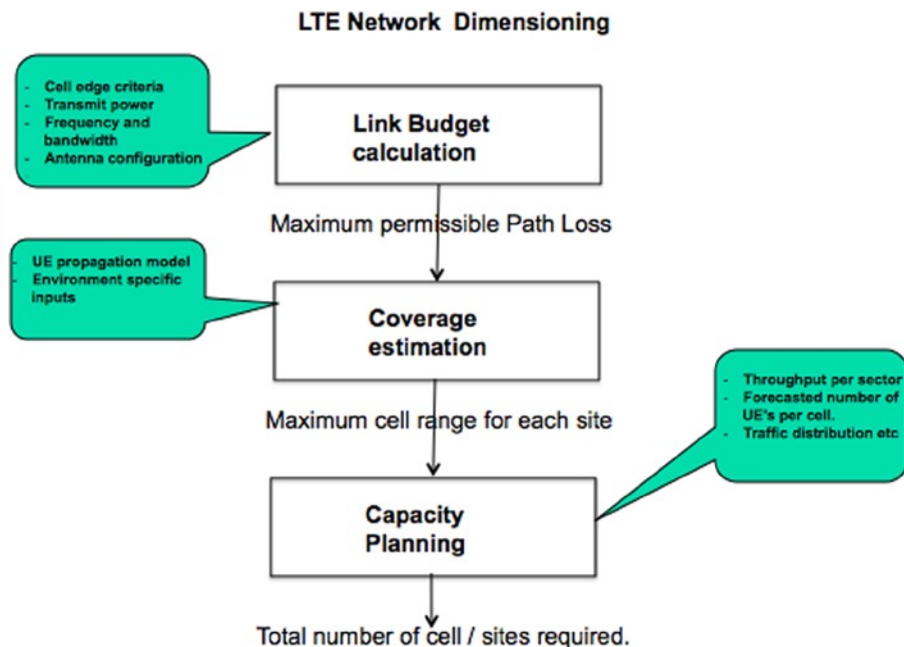 LTE Network Dimensioning
- Cell edge criteria
- Transmit power
- Frequency and
bandwidth
- Antenna configuration
Link Budget
calculation
Maximum permissible Path Loss
- UE propagation model
- Environment specific
inputs
Coverage
estimation
Maximum cell range for each site
- Throughput per sector
- Forecasted number of
UE's per cell.
- Traffic distribution etc
Capacity
Planning
Total number of cell / sites required.